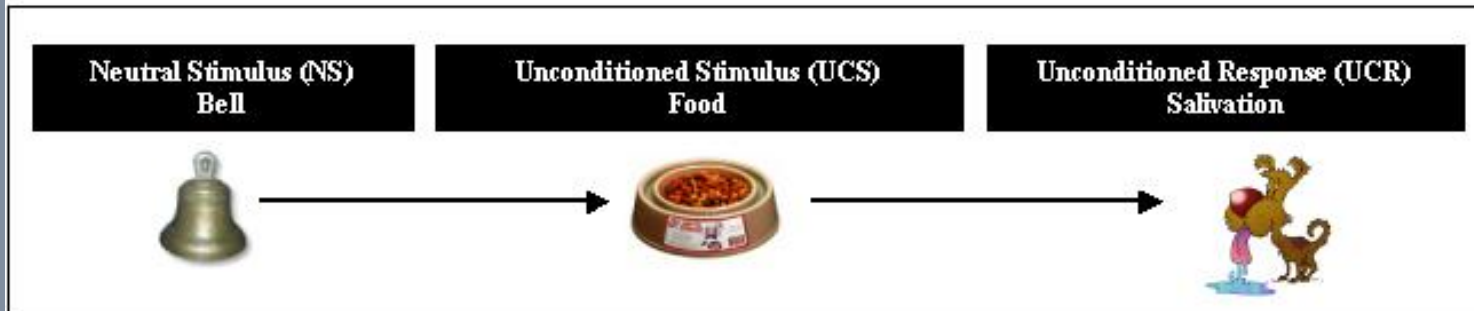 Neutral Stimulus (NS)
Bell
Unconditioned Stimulus (UCS)
Food
Unconditioned Response (UCR)
Salivation